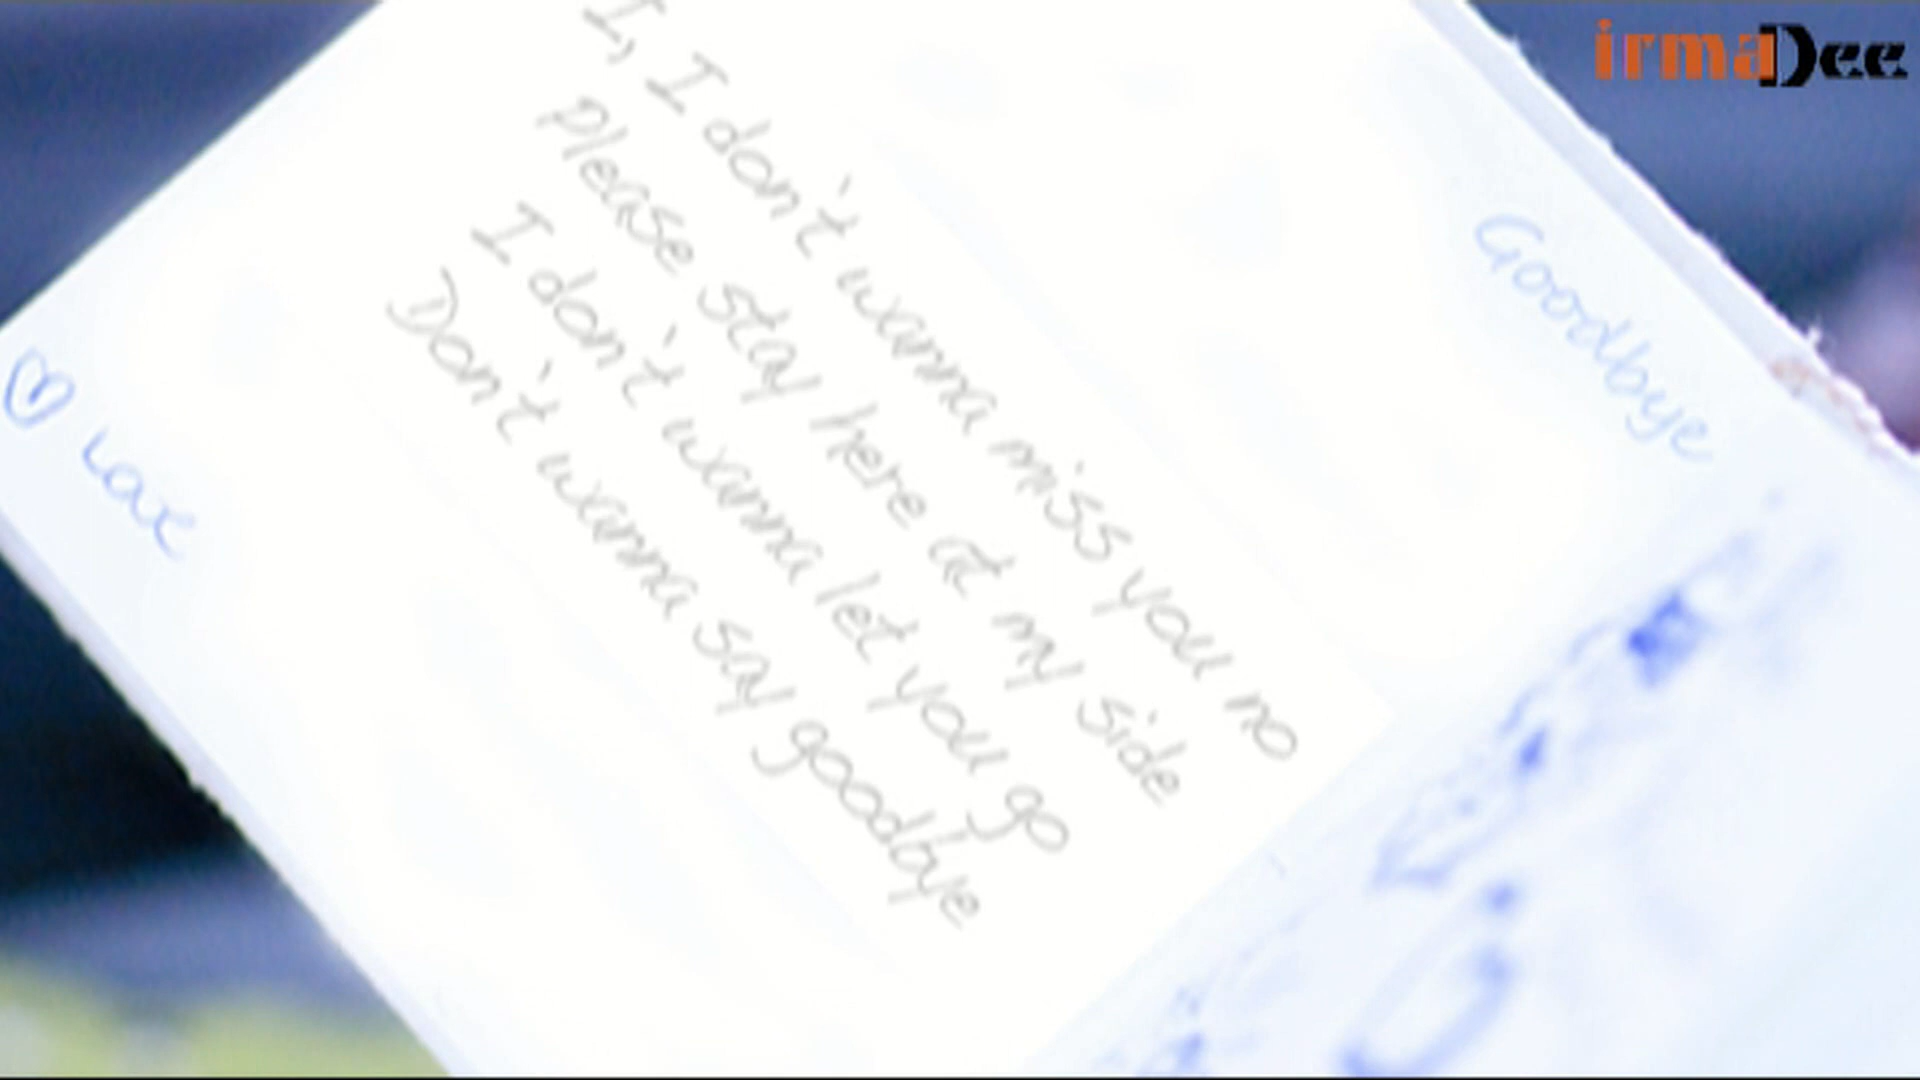 irmaDee
Goodbye
I, I don't wanna miss you no
Please stay here at my side
I don't wanna let you go
Don't wanna say goodbye